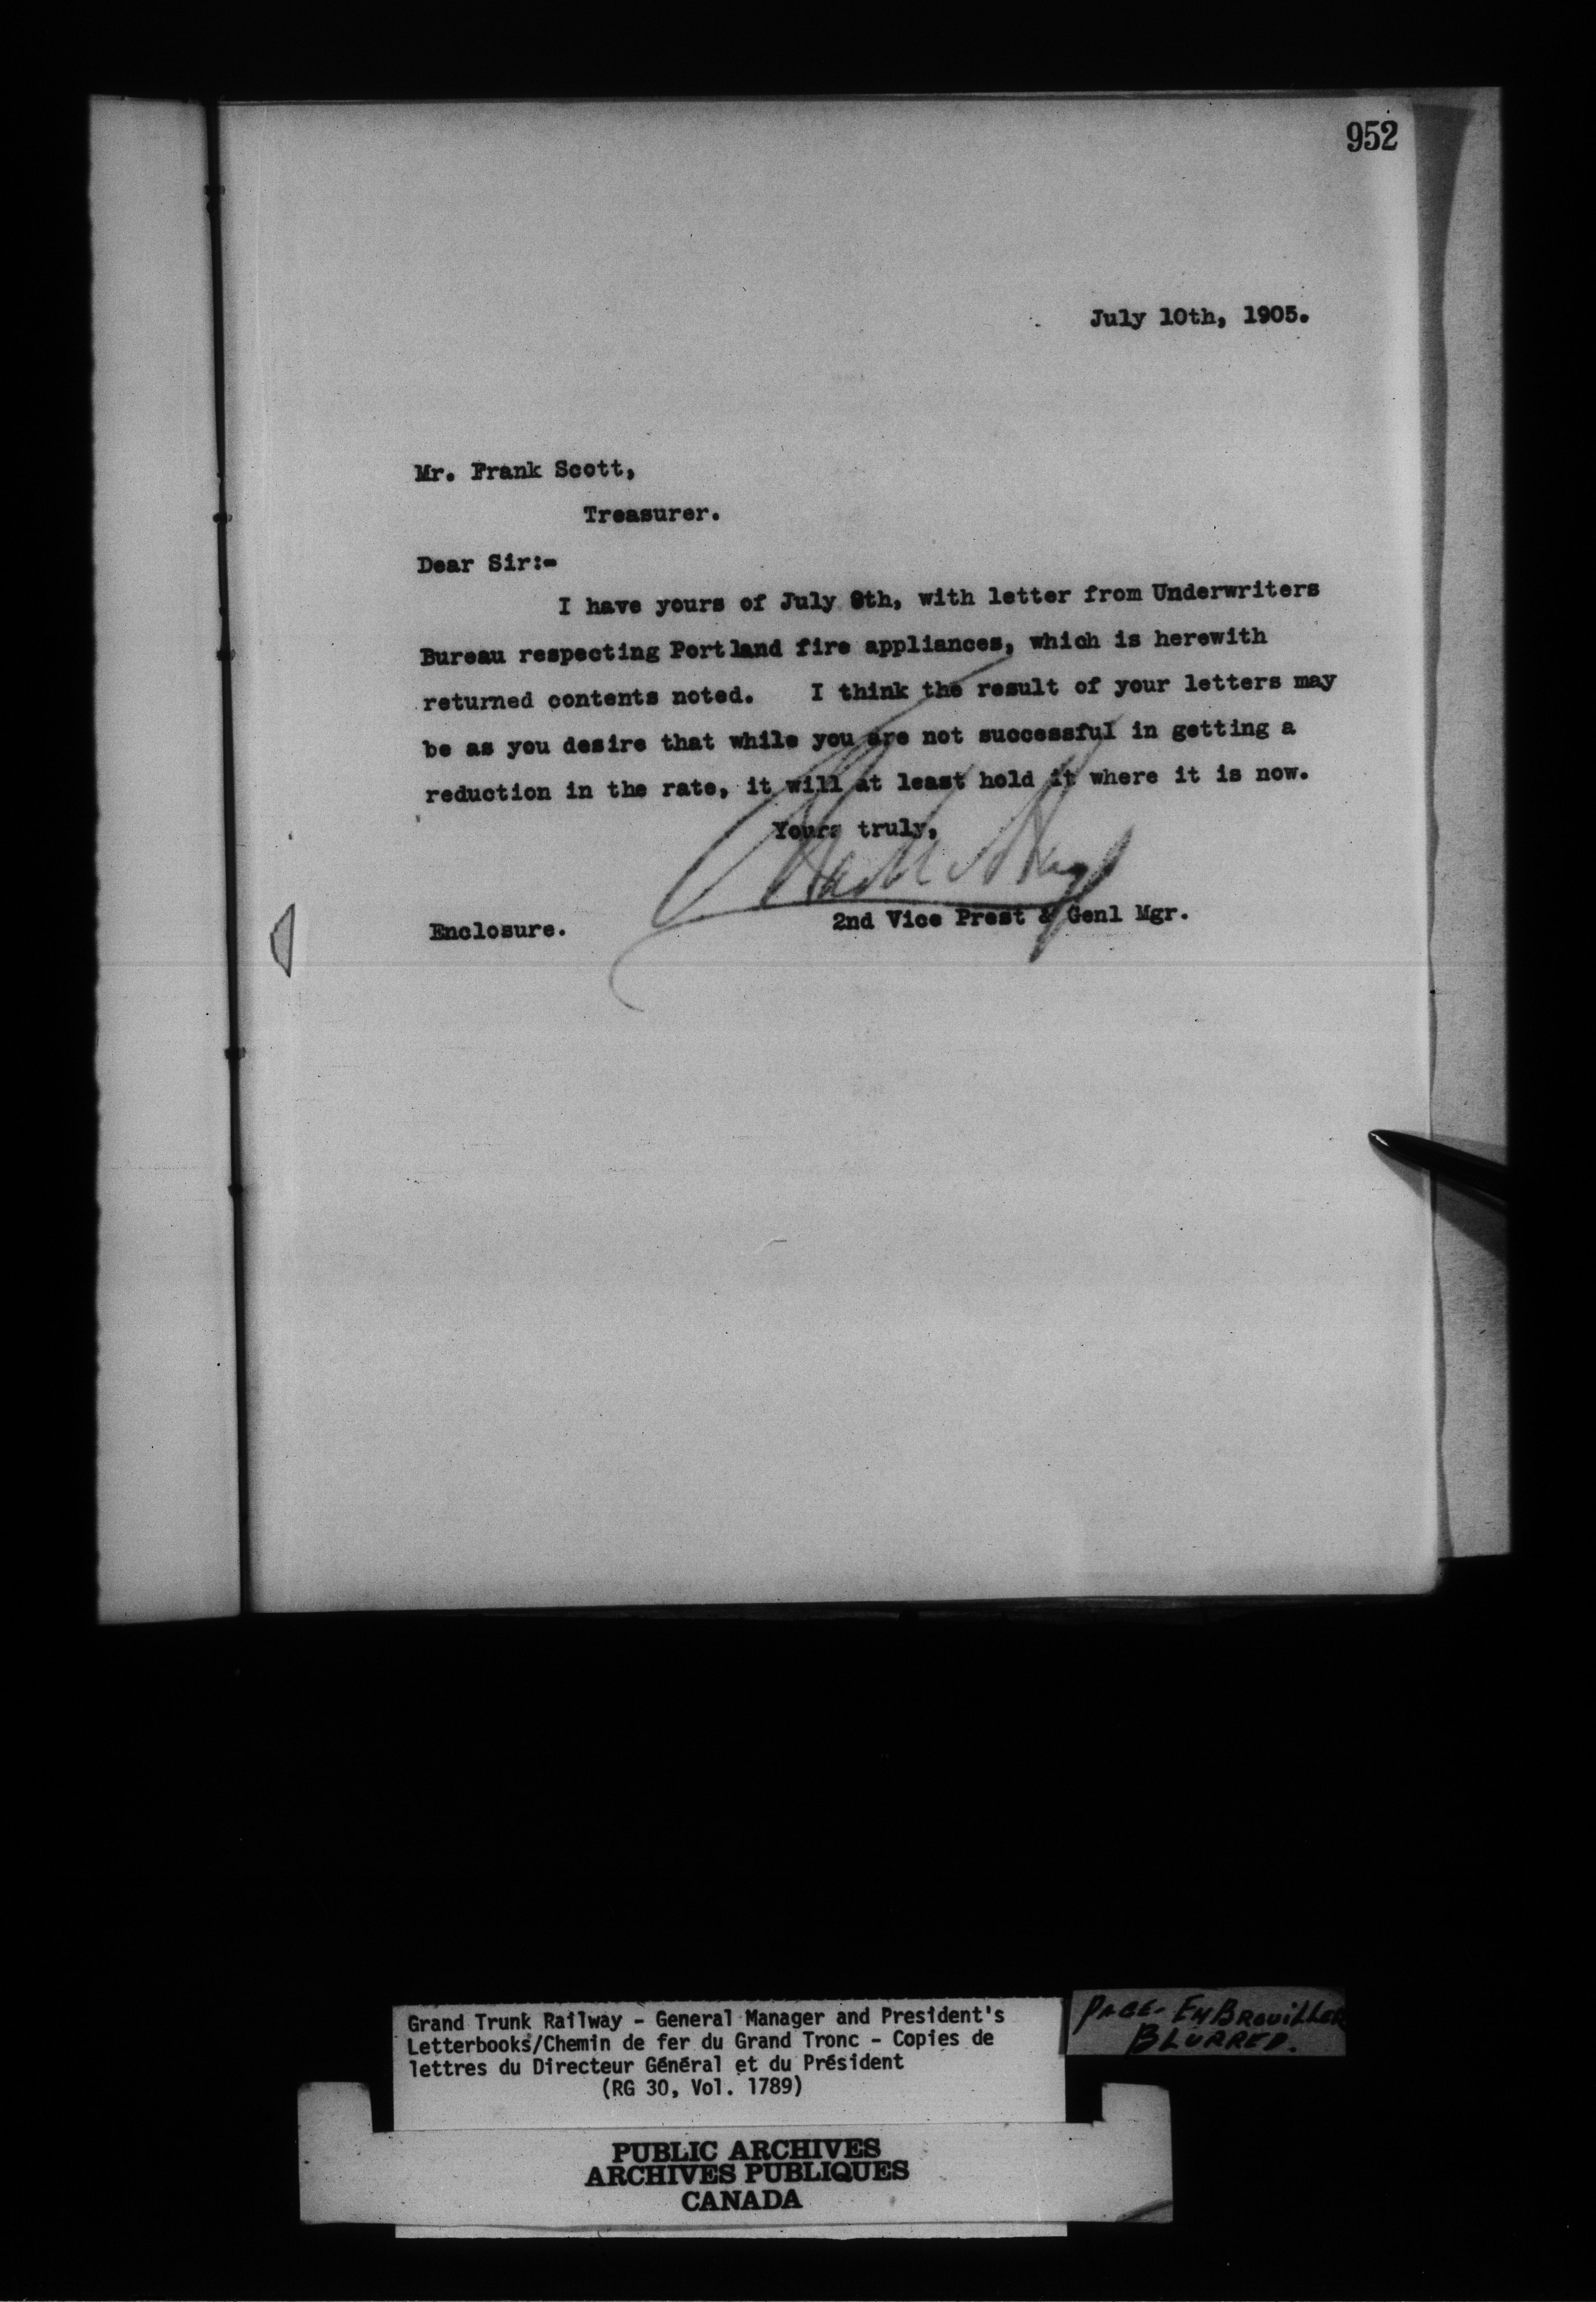 952
July 10th, 1905.
Mr. Frank Scott,
Treasurer.
Dear Sir:-
I have yours of July 8th, with letter from Underwriters
Bureau respecting Portland fire appliances, which is herewith
returned contents noted. I think the result of your letters may
be as you desire that while you are not successful in getting a
reduction in the rate, it will at least hold it where it is now.
Yours truly,
2nd Vice Prest & Genl Mgr.
Enclosure.
Grand Trunk Railway - General Manager and President's
Letterbooks/Chemin de fer du Grand Tronc - Copies de
lettres du Directeur Général et du Président
(RG 30, Vol. 1789)
PAGE- EMBROUILLER
BLURRED.
PUBLIC ARCHIVES
ARCHIVES PUBLIQUES
CANADA